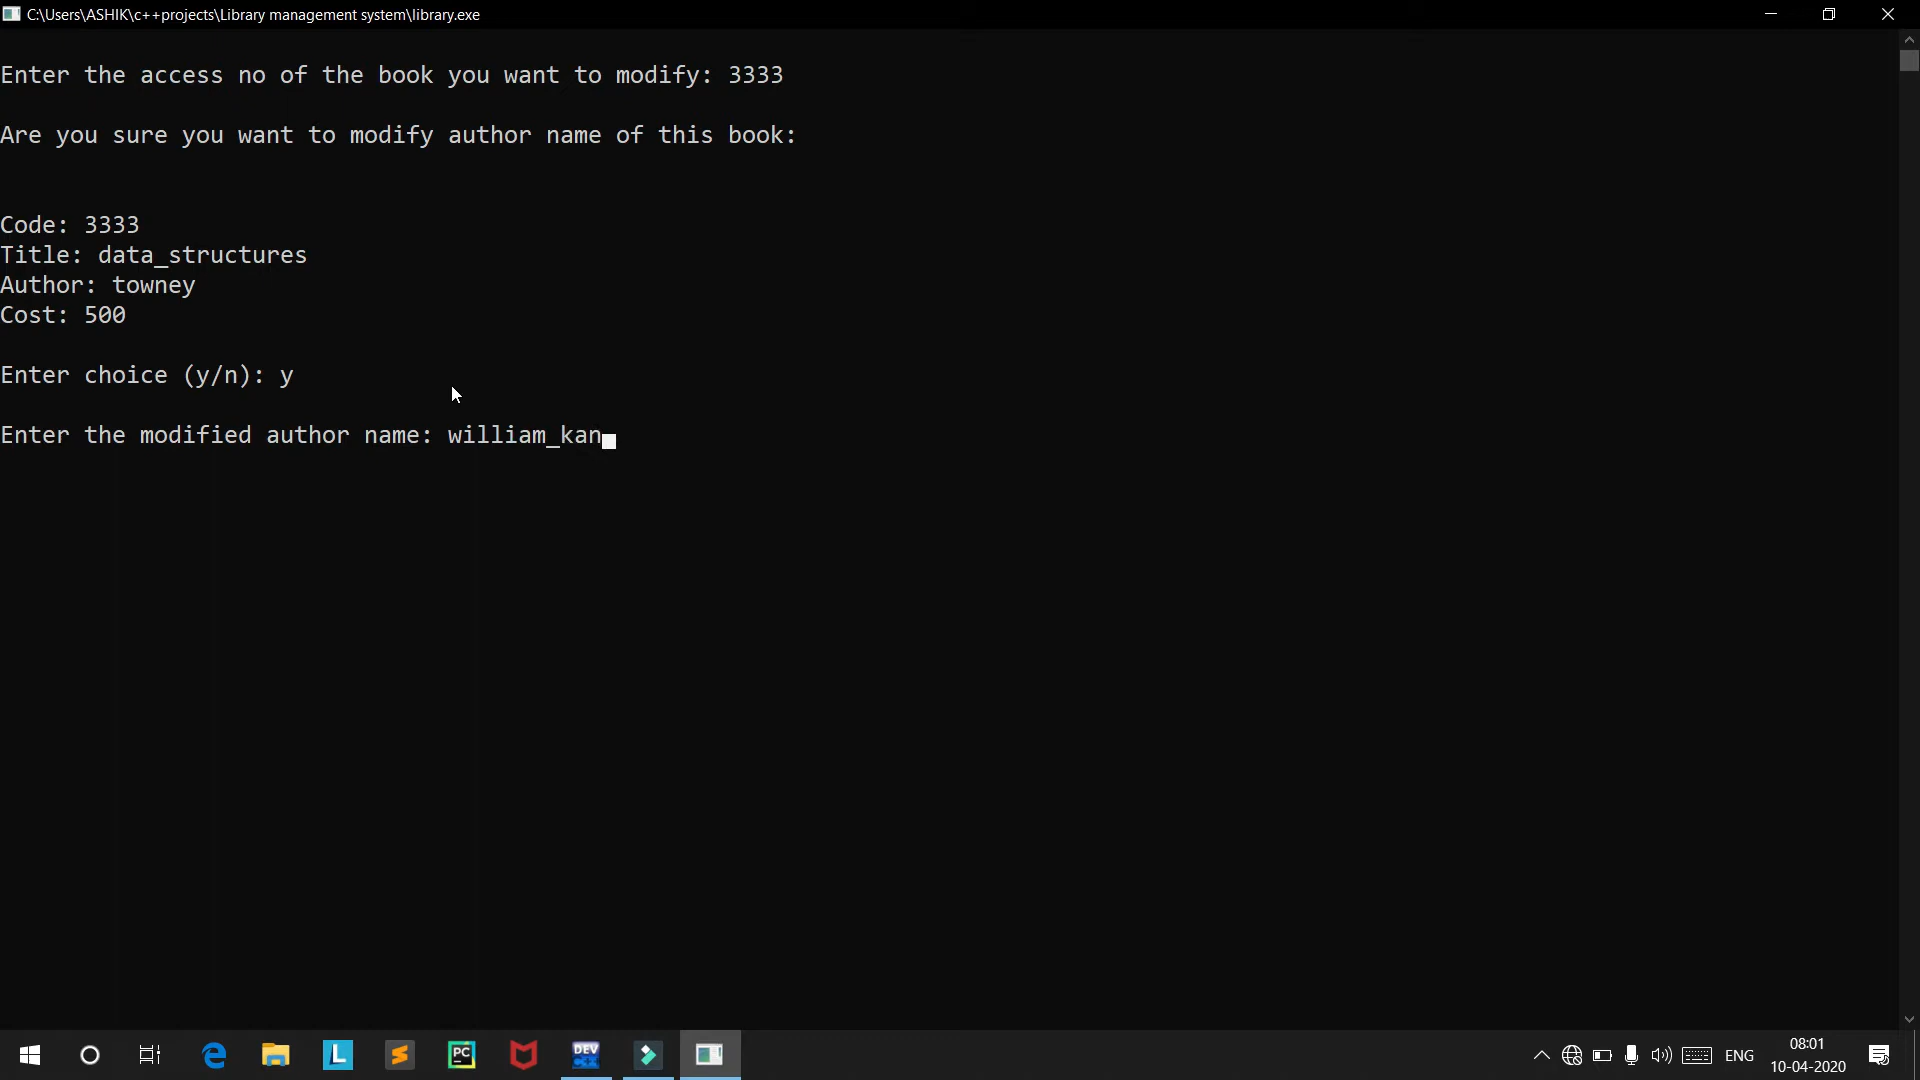 C:\Users\ASHIK\c++projects\Library management system\library.exe
Enter the access no of the book you want to modify: 3333
Are you sure you want to modify author name of this book:
Code: 3333
Title: data_structures
Author: towney
Cost: 500
Enter choice (y/n): y
Enter the modified author name: william_kan
L
PC
DEV
C++
ENG
08:01
10-04-2020